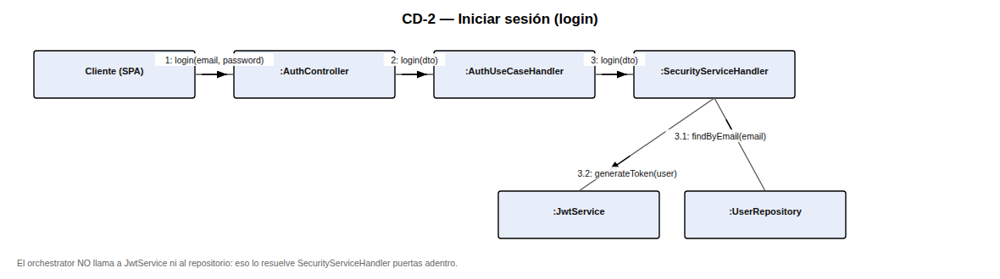 CD-2 — Iniciar sesión (login)
Cliente (SPA)
1: login(email, password)
:AuthController
2: login(dto)
:AuthUseCaseHandler
3: login(dto)
:SecurityServiceHandler
3.1: findByEmail(email)
3.2: generateToken(user)
:JwtService
:UserRepository
El orchestrator NO llama a JwtService ni al repositorio: eso lo resuelve SecurityServiceHandler puertas adentro.